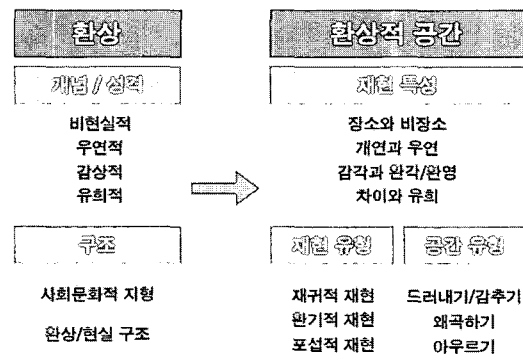 환상
환상적 공간
개념 / 성격
재현 특성
비현실적
우연적
감상적
유희적
장소와 비장소
개연과 우연
감각과 환각/환영
차이와 유희
구조
재현 유형
공간 유형
사회문화적 지형
환상/현실 구조
재귀적 재현
환기적 재현
포섭적 재현
드러내기/감추기
왜곡하기
아우르기